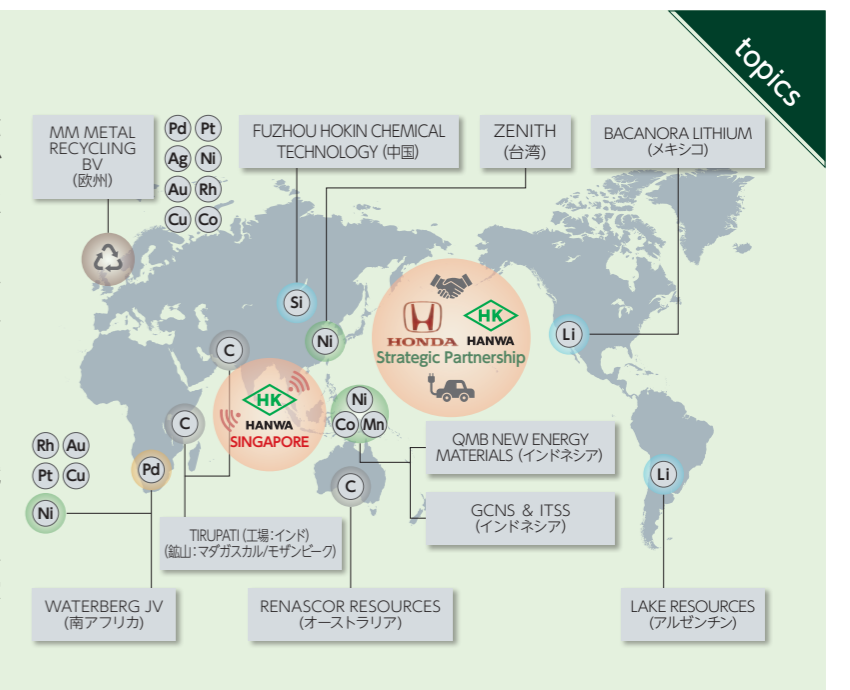 topics
MM METAL
RECYCLING
BV
(欧州)
Pd Pt
Ag Ni
Au Rh
Cu Co
FUZHOU HOKIN CHEMICAL
TECHNOLOGY (中国)
ZENITH
(台湾)
BACANORA LITHIUM
(メキシコ)
Si
Ni
C
HK
HANWA
SINGAPORE
HONDA
HK
HANWA
Strategic Partnership
Li
Ni
Co Mn
C
Rh Au
Pt Cu
Ni
Pd
C
Li
QMB NEW ENERGY
MATERIALS (インドネシア)
GCNS & ITSS
(インドネシア)
TIRUPATI (工場:インド)
(鉱山:マダガスカル/モザンビーク)
WATERBERG JV
(南アフリカ)
RENASCOR RESOURCES
(オーストラリア)
LAKE RESOURCES
(アルゼンチン)